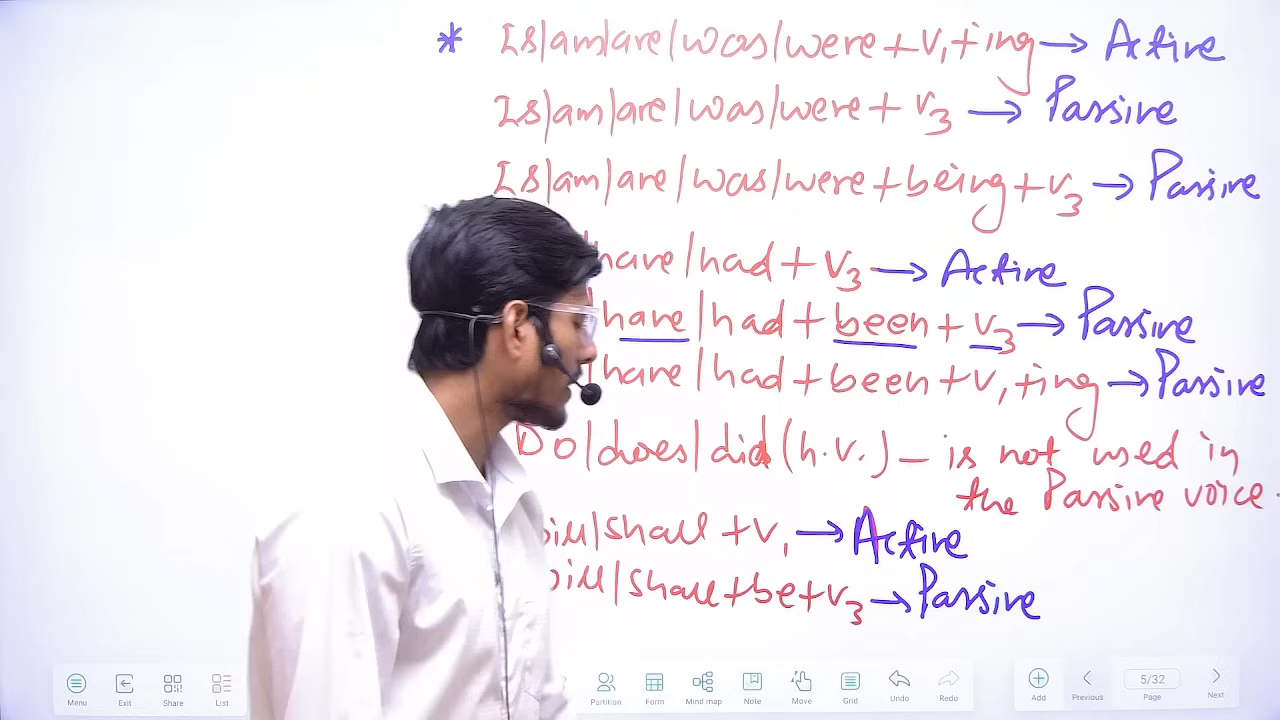 * Is|am|are|was|were + V1 + ing → Active
Is|am|are|was|were + V3 → Passive
Is|am|are|was|were + being + V3 → Passive
have|had + V3 → Active
have|had + been + V3 → Passive
have|had + been + V1 + ing → Passive
Do|does|did (h.v.) – is not used in
the Passive voice.
will|shall + V1 → Active
will|shall + be + V3 → Passive
Menu
Exit
Share
List
Partition
Form
Mind map
Note
Move
Grid
Undo
Redo
Add
Previous
5/32
Page
Next